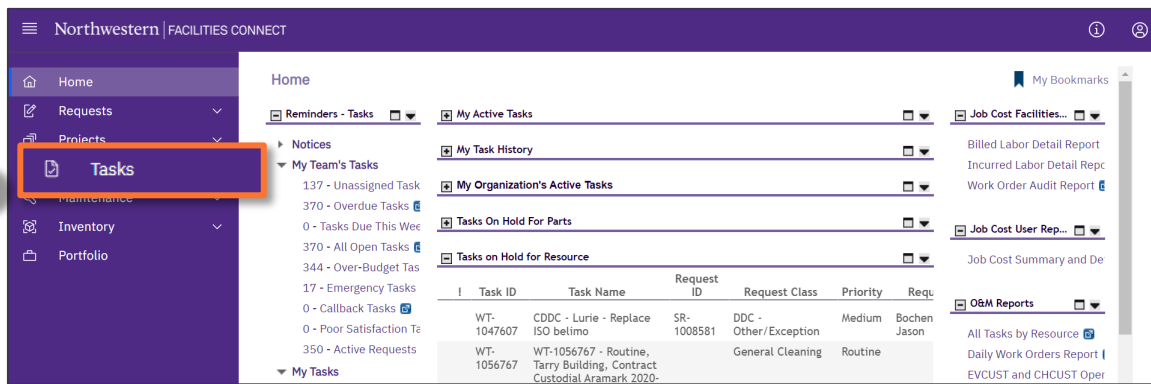 Northwestern | FACILITIES CONNECT
Home
Requests
Projects
Tasks
Maintenance
Inventory
Portfolio
Home
My Bookmarks
Reminders - Tasks
Notices
My Team's Tasks
137 - Unassigned Task
370 - Overdue Tasks
0 - Tasks Due This Wee
370 - All Open Tasks
344 - Over-Budget Tas
17 - Emergency Tasks
0 - Callback Tasks
0 - Poor Satisfaction Ta
350 - Active Requests
My Tasks
My Active Tasks
My Task History
My Organization's Active Tasks
Tasks On Hold For Parts
Tasks on Hold for Resource
! Task ID Task Name Request ID Request Class Priority Requ
WT-1047607 CDDC - Lurie - Replace ISO belimo SR-1008581 DDC - Other/Exception Medium Bochen Jason
WT-1056767 WT-1056767 - Routine, Tarry Building, Contract Custodial Aramark 2020- General Cleaning Routine
Job Cost Facilities...
Billed Labor Detail Report
Incurred Labor Detail Repo
Work Order Audit Report
Job Cost User Rep...
Job Cost Summary and De
O&M Reports
All Tasks by Resource
Daily Work Orders Report
EVCUST and CHCUST Oper